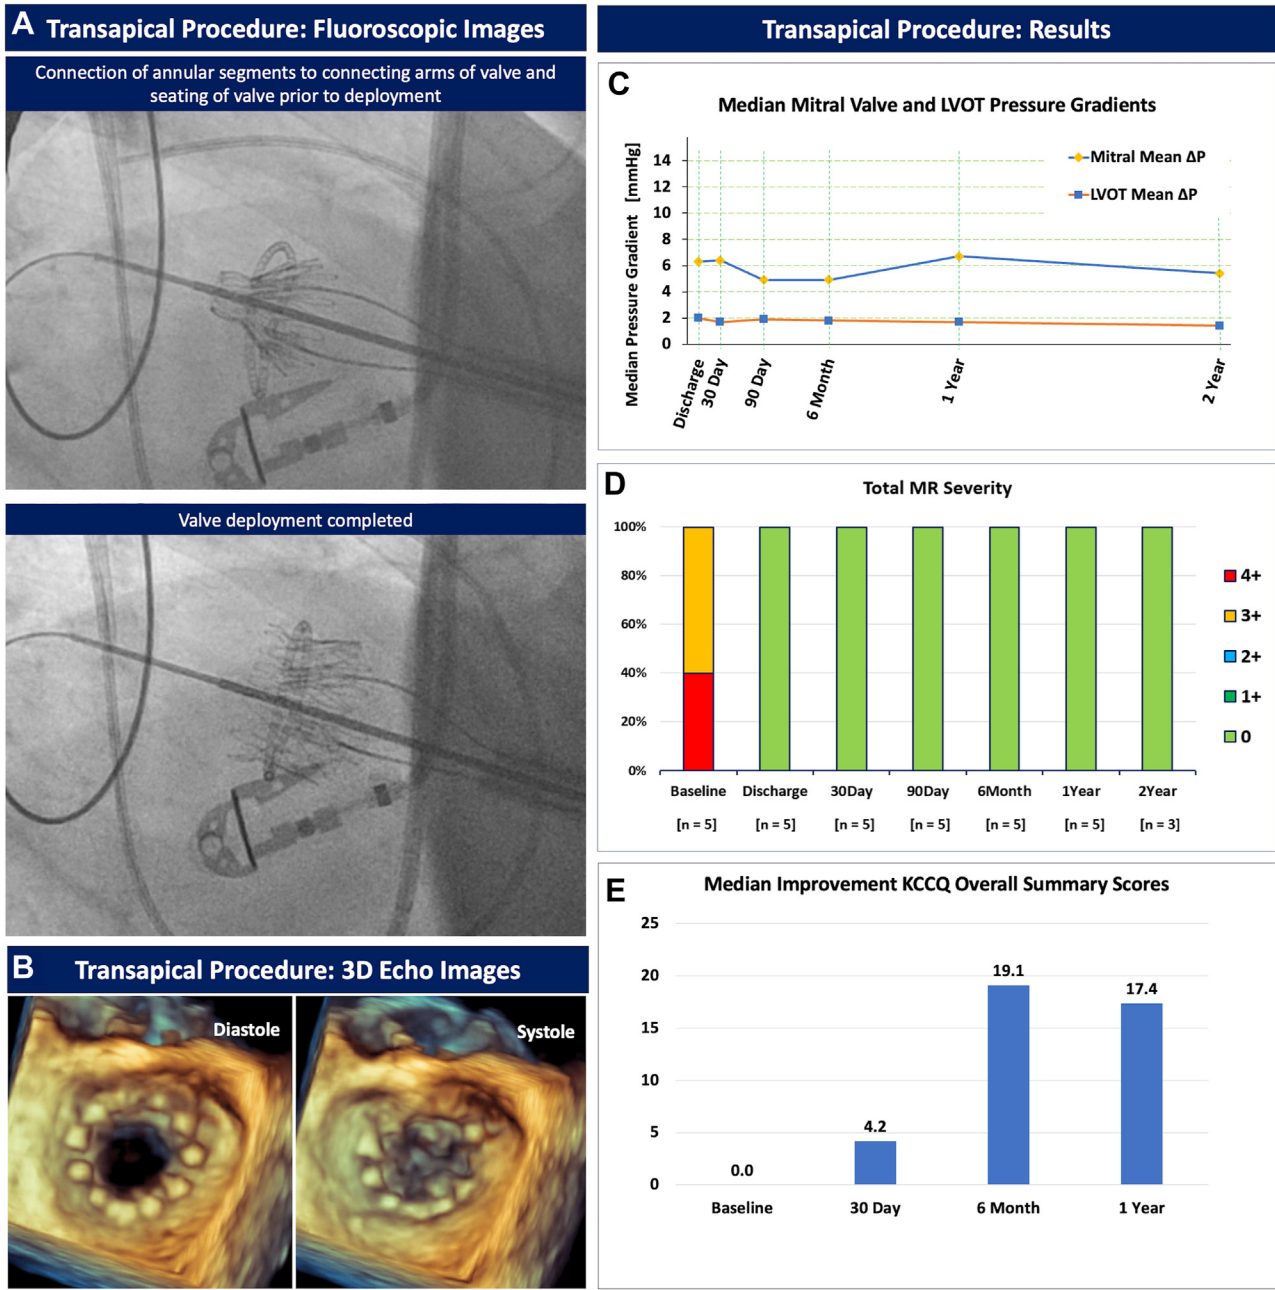 A
Transapical Procedure: Fluoroscopic Images
Connection of annular segments to connecting arms of valve and
seating of valve prior to deployment
Valve deployment completed
B
Transapical Procedure: 3D Echo Images
Diastole
Systole
Transapical Procedure: Results
C
Median Mitral Valve and LVOT Pressure Gradients
Median Pressure Gradient [mmHg]
14
12
10
8
6
4
2
0
Mitral Mean ΔP
LVOT Mean ΔP
Discharge
30 Day
90 Day
6 Month
1 Year
2 Year
D
Total MR Severity
100%
80%
60%
40%
20%
0%
4+
3+
2+
1+
0
Baseline Discharge 30Day 90Day 6Month 1Year 2Year
[n = 5] [n = 5] [n = 5] [n = 5] [n = 5] [n = 5] [n = 3]
E
Median Improvement KCCQ Overall Summary Scores
25
20
15
10
5
0
0.0
4.2
19.1
17.4
Baseline 30 Day 6 Month 1 Year